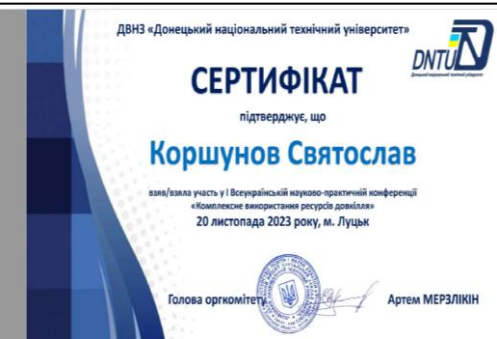 ДВНЗ «Донецький національний технічний університет»
DNTU
СЕРТИФІКАТ
підтверджує, що
Коршунов Святослав
взяв/взяла участь у І Всеукраїнській науково-практичній конференції
«Комплексне використання ресурсів довкілля»
20 листопада 2023 року, м. Луцьк
Голова оргкомітету
Артем МЕРЗЛІКІН